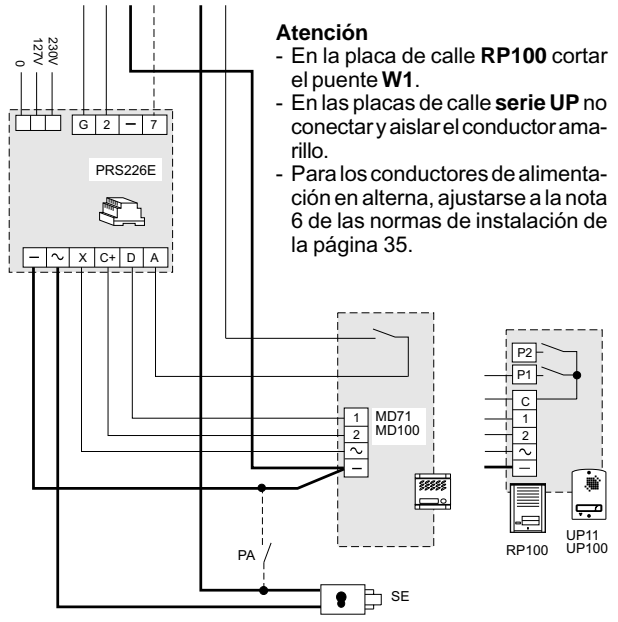 Atención
- En la placa de calle RP100 cortar
el puente W1.
- En las placas de calle serie UP no
conectar y aislar el conductor ama-
rillo.
- Para los conductores de alimenta-
ción en alterna, ajustarse a la nota
6 de las normas de instalación de
la página 35.
0 127V 230V
G 2 — 7
PRS226E
— ~ X C+ D A
P2
P1
C
1
2
~
—
1
2
~
—
MD71
MD100
RP100
UP11
UP100
PA
SE